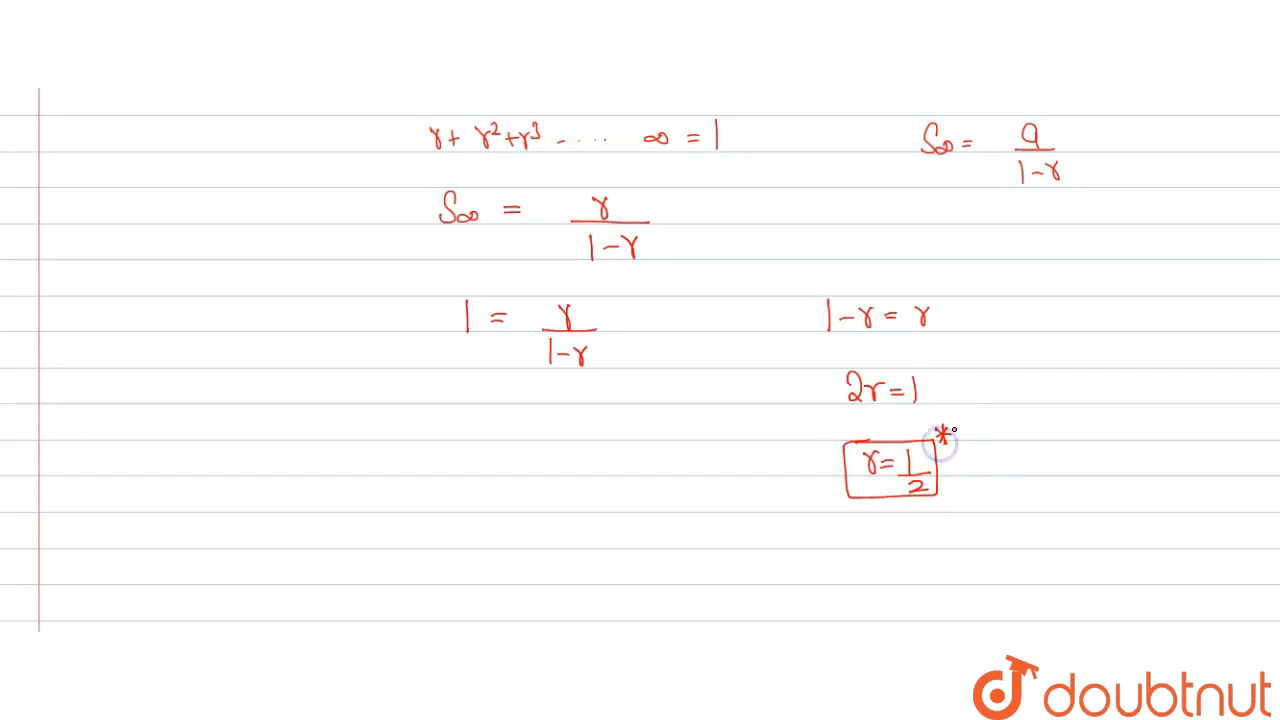 r + r² + r³ - .... ∞ = 1
S∞ = a/(1-r)
S∞ = r/(1-r)
1 = r/(1-r)
1-r = r
2r = 1
r = 1/2 *
doubtnut